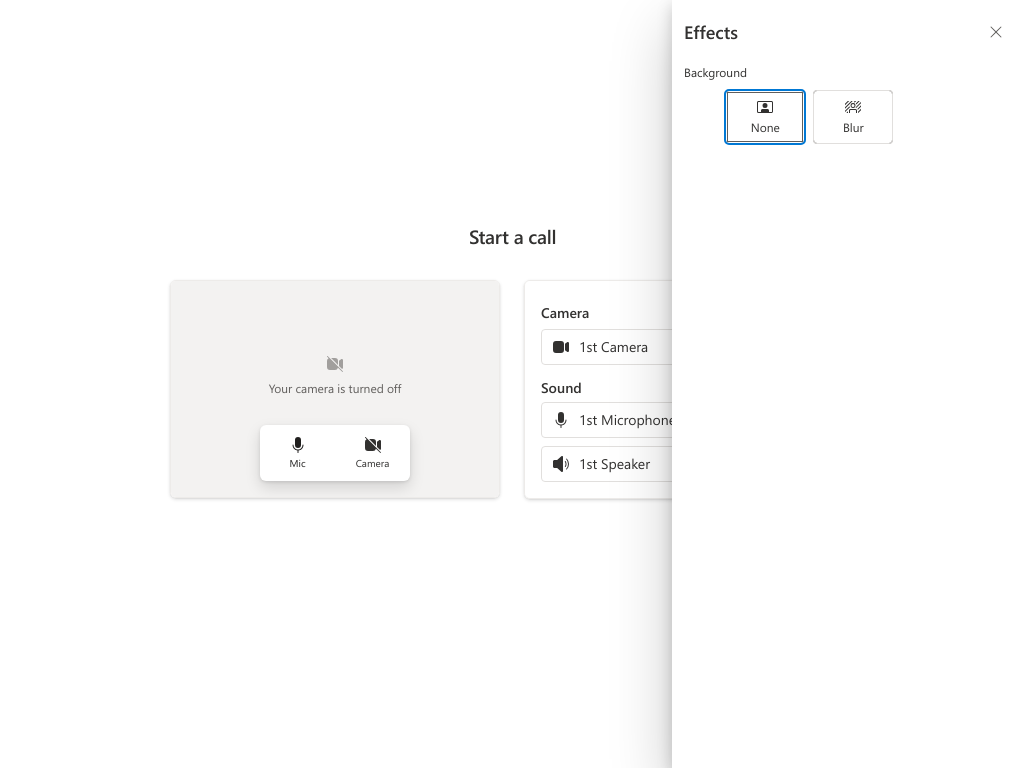 Effects
Background
None
Blur
Start a call
Your camera is turned off
Mic
Camera
Camera
1st Camera
Sound
1st Microphone
1st Speaker